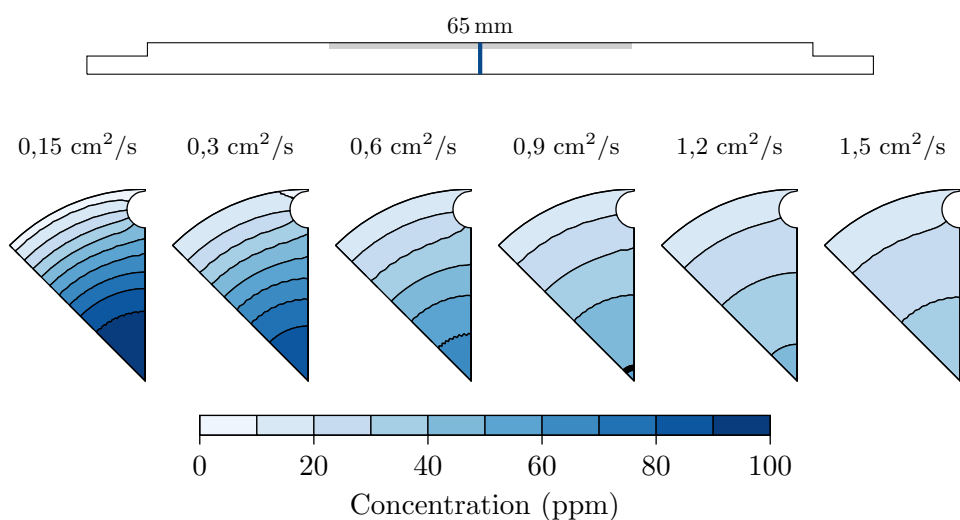 65 mm
0,15 cm²/s 0,3 cm²/s 0,6 cm²/s 0,9 cm²/s 1,2 cm²/s 1,5 cm²/s
0 20 40 60 80 100
Concentration (ppm)